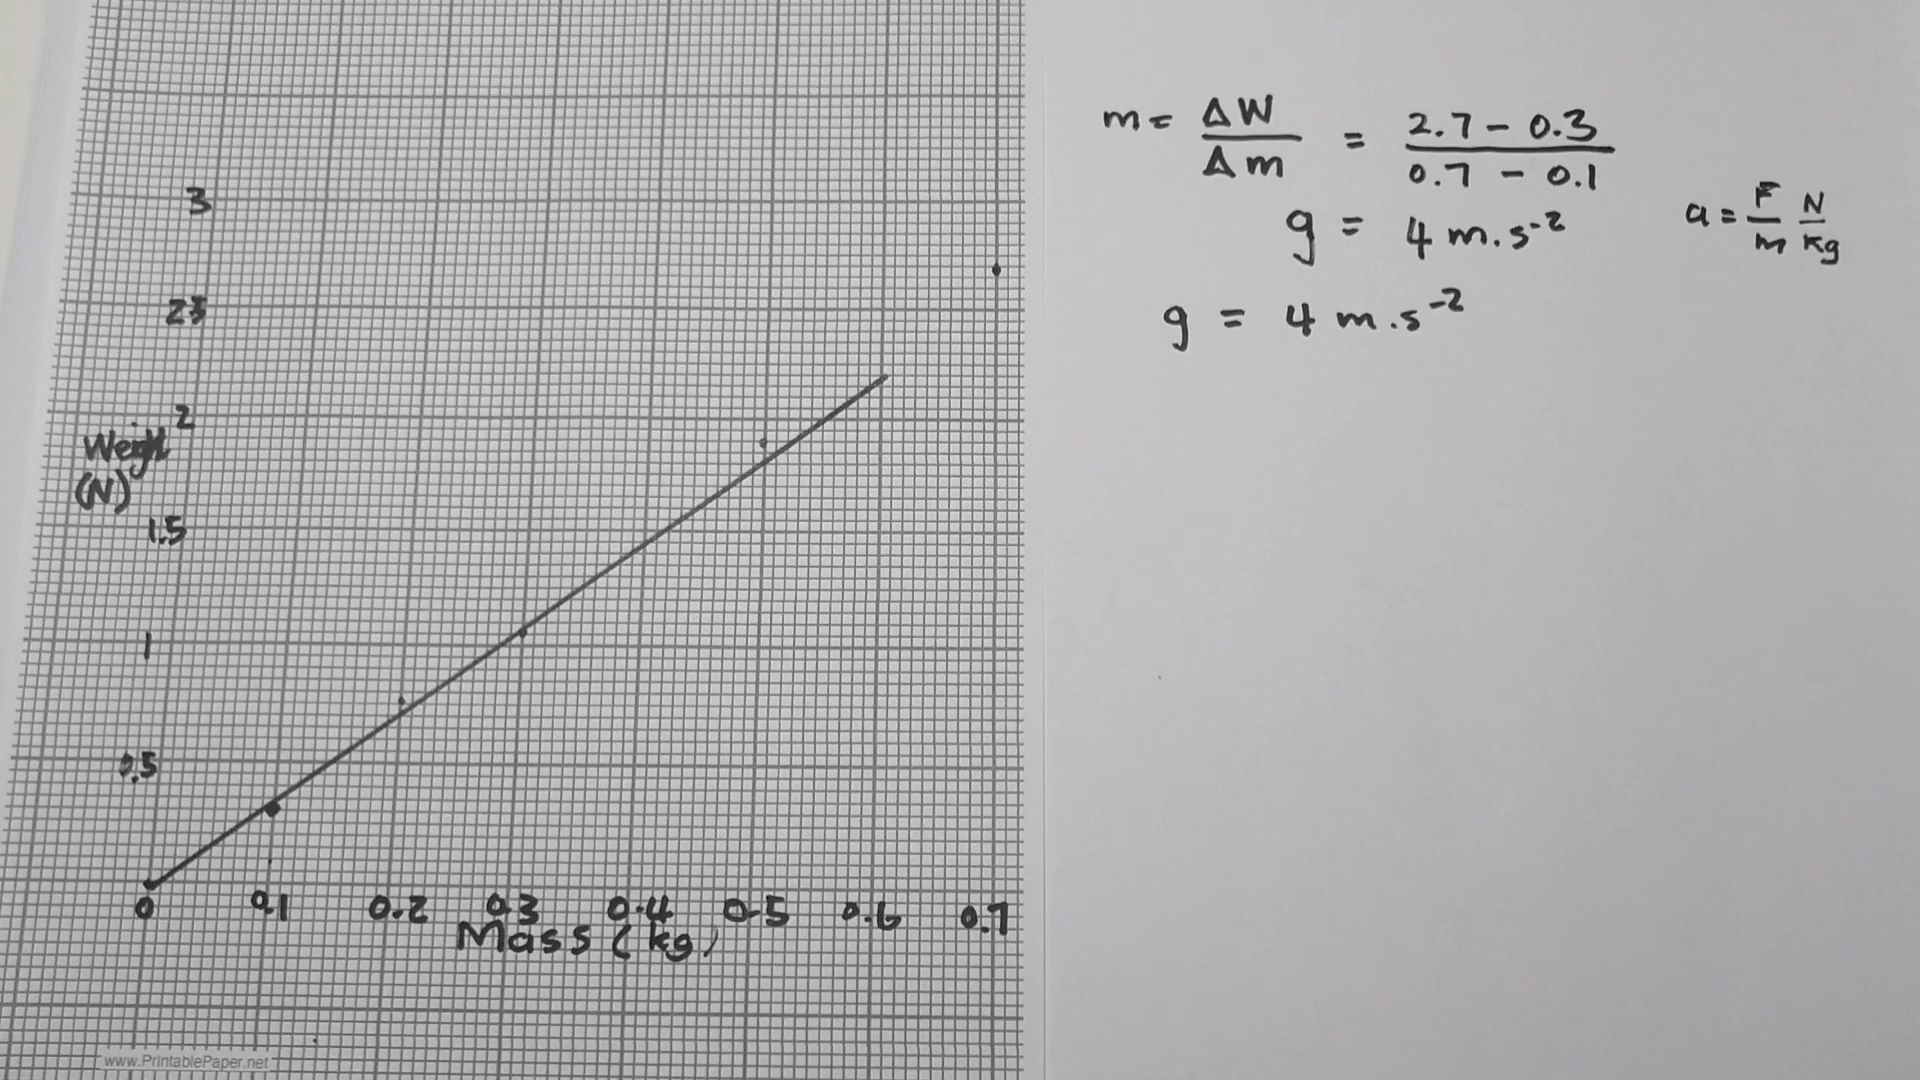 3
2.5
2
Weight
(N)
1.5
1
0.5
0 0.1 0.2 0.3 0.4 0.5 0.6 0.7
Mass (kg)
www.PrintablePaper.net
m = ΔW/Δm = (2.7 - 0.3)/(0.7 - 0.1)
g = 4 m.s⁻²
a = F/m N/kg
g = 4 m.s⁻²